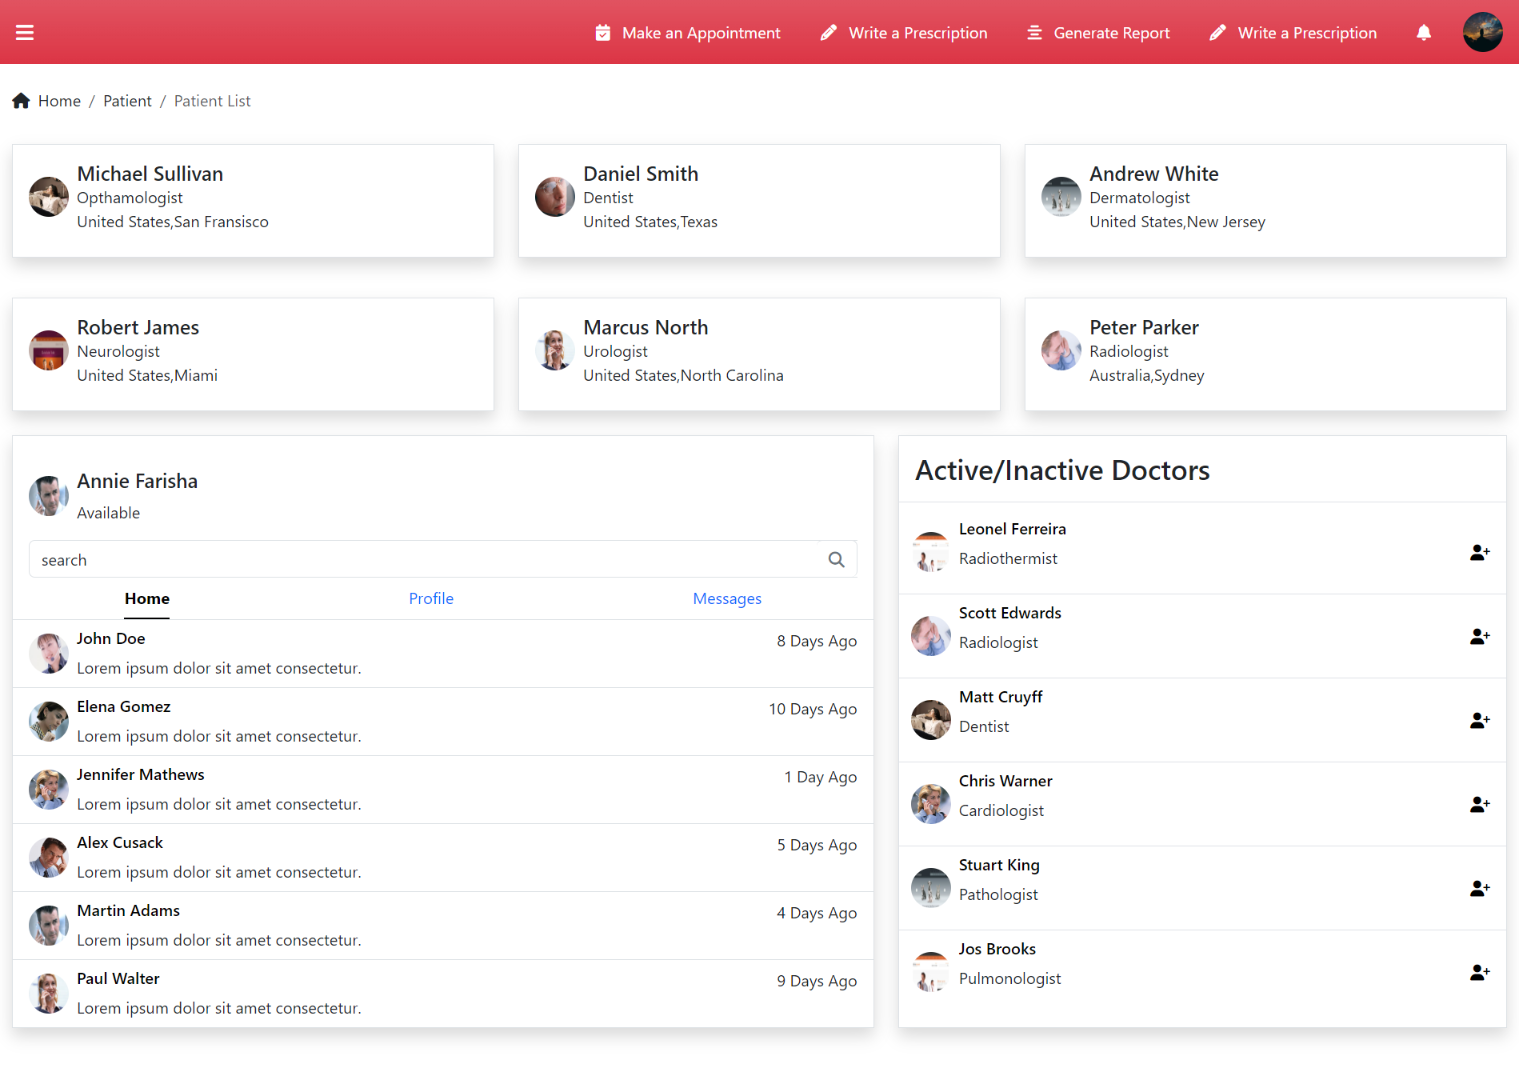 Make an Appointment
Write a Prescription
Generate Report
Write a Prescription
Home / Patient / Patient List
Michael Sullivan
Opthamologist
United States,San Fransisco
Daniel Smith
Dentist
United States,Texas
Andrew White
Dermatologist
United States,New Jersey
Robert James
Neurologist
United States,Miami
Marcus North
Urologist
United States,North Carolina
Peter Parker
Radiologist
Australia,Sydney
Annie Farisha
Available
search
Home
Profile
Messages
John Doe
8 Days Ago
Lorem ipsum dolor sit amet consectetur.
Elena Gomez
10 Days Ago
Lorem ipsum dolor sit amet consectetur.
Jennifer Mathews
1 Day Ago
Lorem ipsum dolor sit amet consectetur.
Alex Cusack
5 Days Ago
Lorem ipsum dolor sit amet consectetur.
Martin Adams
4 Days Ago
Lorem ipsum dolor sit amet consectetur.
Paul Walter
9 Days Ago
Lorem ipsum dolor sit amet consectetur.
Active/Inactive Doctors
Leonel Ferreira
Radiothermist
Scott Edwards
Radiologist
Matt Cruyff
Dentist
Chris Warner
Cardiologist
Stuart King
Pathologist
Jos Brooks
Pulmonologist